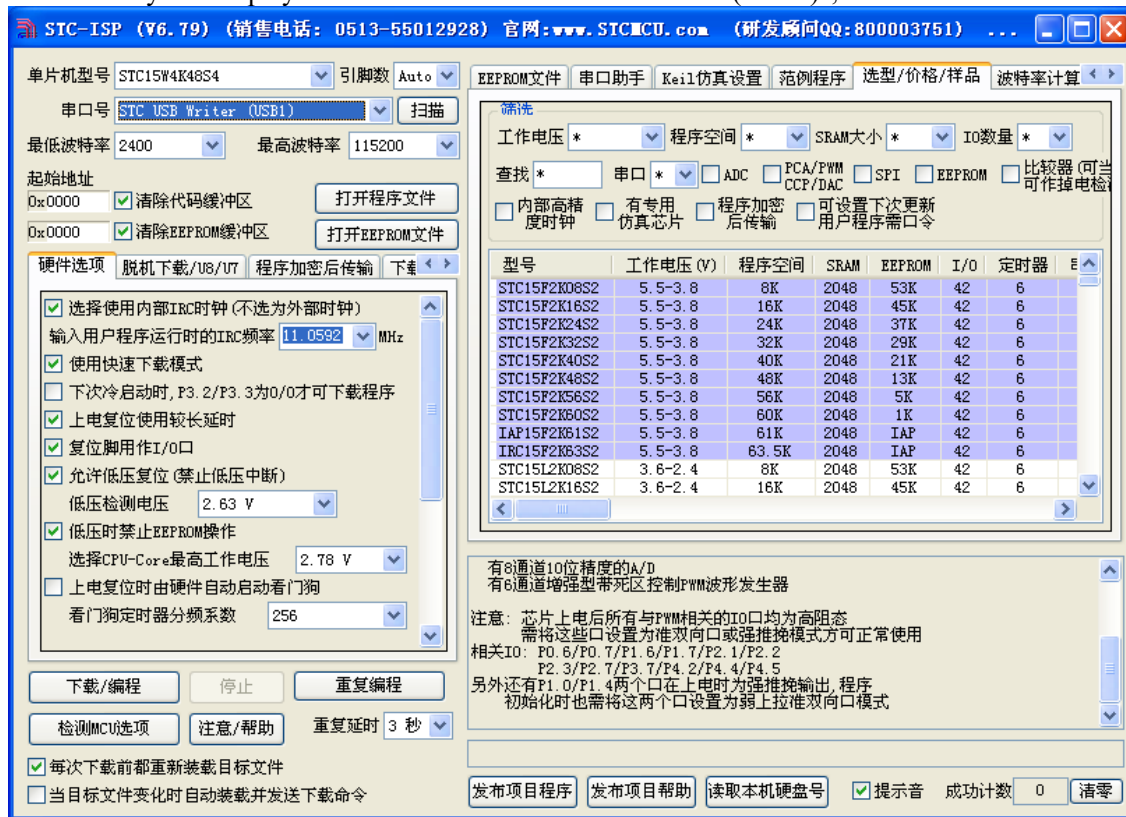 STC-ISP (V6.79) (销售电话: 0513-55012928) 官网:www.STCMCU.com (研发顾问QQ:800003751) ...
单片机型号 STC15W4K48S4 引脚数 Auto
串口号 STC USB Writer (USB1) 扫描
最低波特率 2400 最高波特率 115200
起始地址
0x0000 清除代码缓冲区 打开程序文件
0x0000 清除EEPROM缓冲区 打开EEPROM文件
硬件选项 脱机下载/U8/U7 程序加密后传输
选择使用内部IRC时钟(不选为外部时钟)
输入用户程序运行时的IRC频率 11.0592 MHz
使用快速下载模式
下次冷启动时,P3.2/P3.3为0/0才可下载程序
上电复位使用较长延时
复位脚用作I/O口
允许低压复位(禁止低压中断)
低压检测电压 2.63 V
低压时禁止EEPROM操作
选择CPU-Core最高工作电压 2.78 V
上电复位时由硬件自动启动看门狗
看门狗定时器分频系数 256
下载/编程 停止 重复编程
检测MCU选项 注意/帮助 重复延时 3 秒
每次下载前都重新装载目标文件
当目标文件变化时自动装载并发送下载命令
EEPROM文件 串口助手 Keil仿真设置 范例程序 选型/价格/样品 波特率计算
筛选
工作电压 * 程序空间 * SRAM大小 * IO数量 *
查找 * 串口 * ADC PCA/PWM CCP/DAC SPI EEPROM 比较器(可当 可作掉电检
内部高精度时钟 有专用仿真芯片 程序加密后传输 可设置下次更新用户程序需口令
型号 工作电压(V) 程序空间 SRAM EEPROM I/O 定时器
STC15F2K08S2 5.5-3.8 8K 2048 53K 42 6
STC15F2K16S2 5.5-3.8 16K 2048 45K 42 6
STC15F2K24S2 5.5-3.8 24K 2048 37K 42 6
STC15F2K32S2 5.5-3.8 32K 2048 29K 42 6
STC15F2K40S2 5.5-3.8 40K 2048 21K 42 6
STC15F2K48S2 5.5-3.8 48K 2048 13K 42 6
STC15F2K56S2 5.5-3.8 56K 2048 5K 42 6
STC15F2K60S2 5.5-3.8 60K 2048 1K 42 6
IAP15F2K61S2 5.5-3.8 61K 2048 IAP 42 6
IRC15F2K63S2 5.5-3.8 63.5K 2048 IAP 42 6
STC15L2K08S2 3.6-2.4 8K 2048 53K 42 6
STC15L2K16S2 3.6-2.4 16K 2048 45K 42 6
有8通道10位精度的A/D
有6通道增强型带死区控制PWM波形发生器
注意: 芯片上电后所有与PWM相关的IO口均为高阻态
需将这些口设置为准双向口或强推挽模式方可正常使用
相关IO: P0.6/P0.7/P1.6/P1.7/P2.1/P2.2
P2.3/P2.7/P3.7/P4.2/P4.4/P4.5
另外还有P1.0/P1.4两个口在上电时为强推挽输出,程序
初始化时也需将这两个口设置为弱上拉准双向口模式
发布项目程序 发布项目帮助 读取本机硬盘号 提示音 成功计数 0 清零